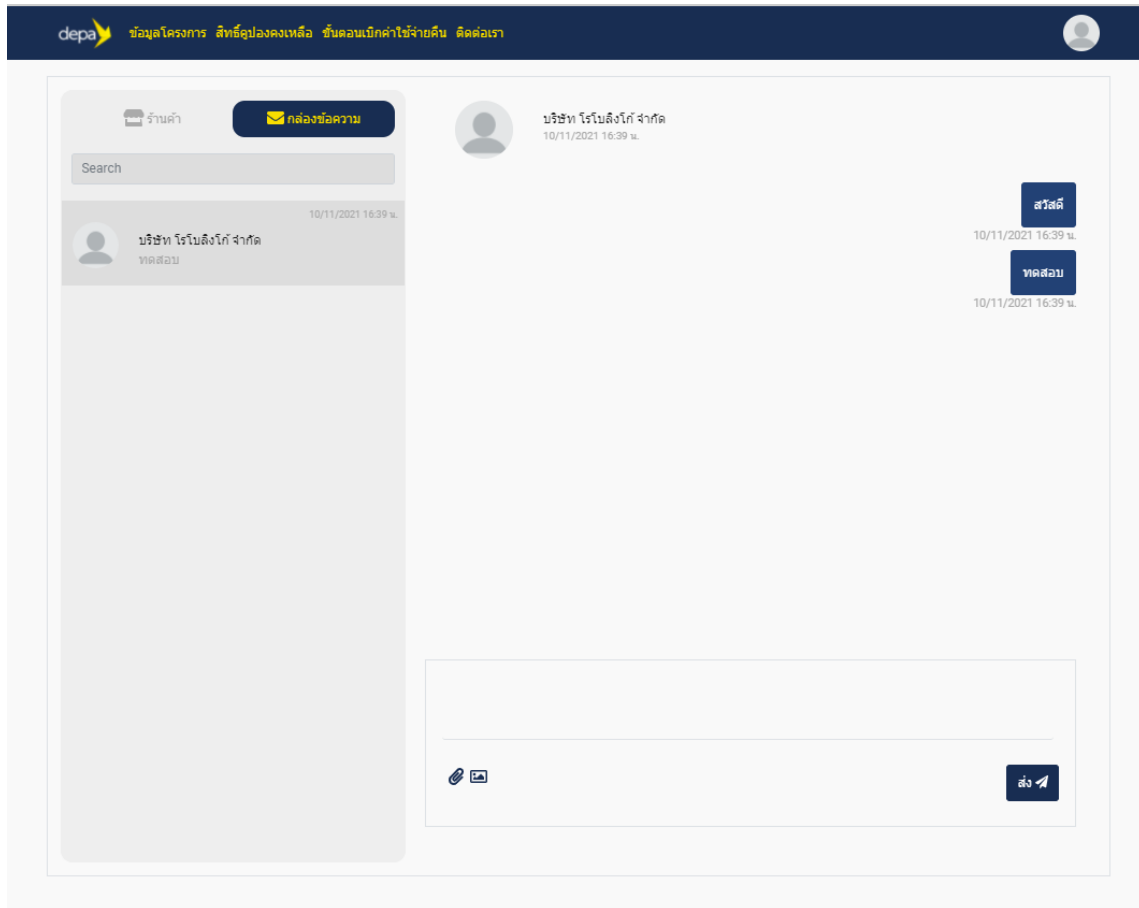 depa ข้อมูลโครงการ สิทธิ์คูปองคงเหลือ ขั้นตอนเบิกค่าใช้จ่ายคืน ติดต่อเรา
ร้านค้า กล่องข้อความ
Search
10/11/2021 16:39 น.
บริษัท โรโบลิงโก้ จำกัด
ทดสอบ
บริษัท โรโบลิงโก้ จำกัด
10/11/2021 16:39 น.
สวัสดี
10/11/2021 16:39 น.
ทดสอบ
10/11/2021 16:39 น.
ส่ง